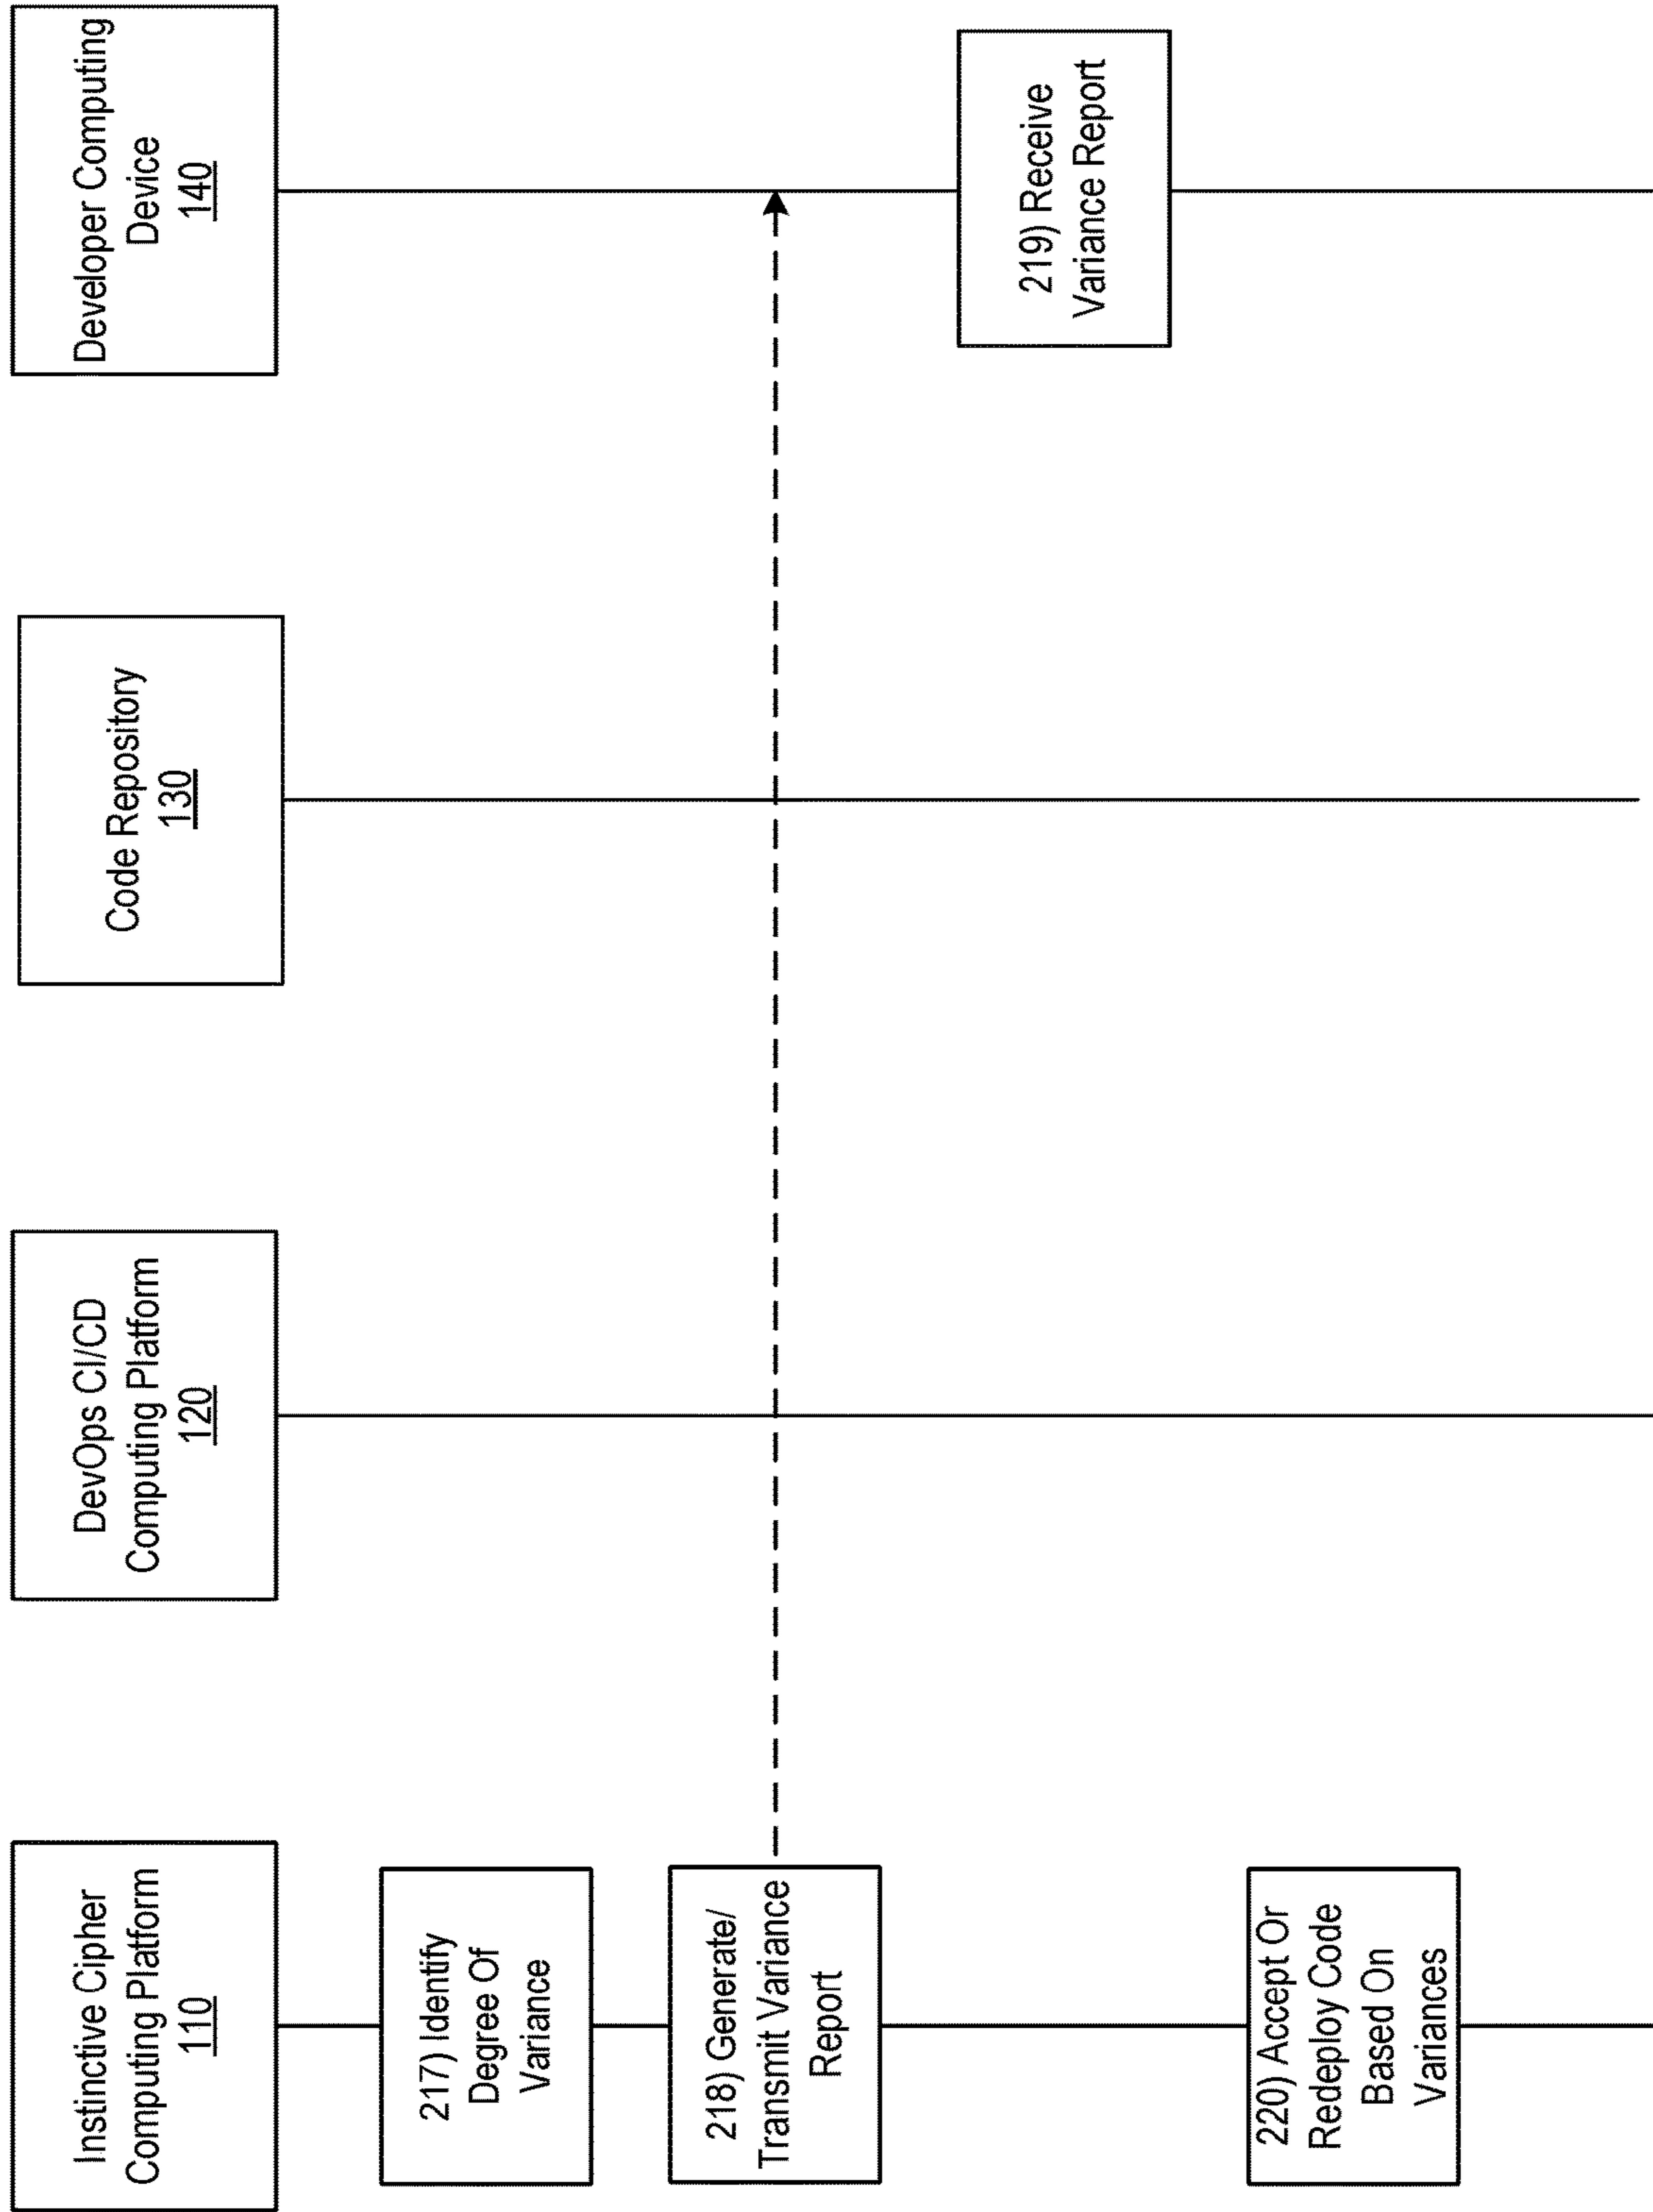 Instinctive Cipher
Computing Platform
110
DevOps CI/CD
Computing Platform
120
Code Repository
130
Developer Computing
Device
140
217) Identify
Degree Of
Variance
218) Generate/
Transmit Variance
Report
219) Receive
Variance Report
220) Accept Or
Redeploy Code
Based On
Variances